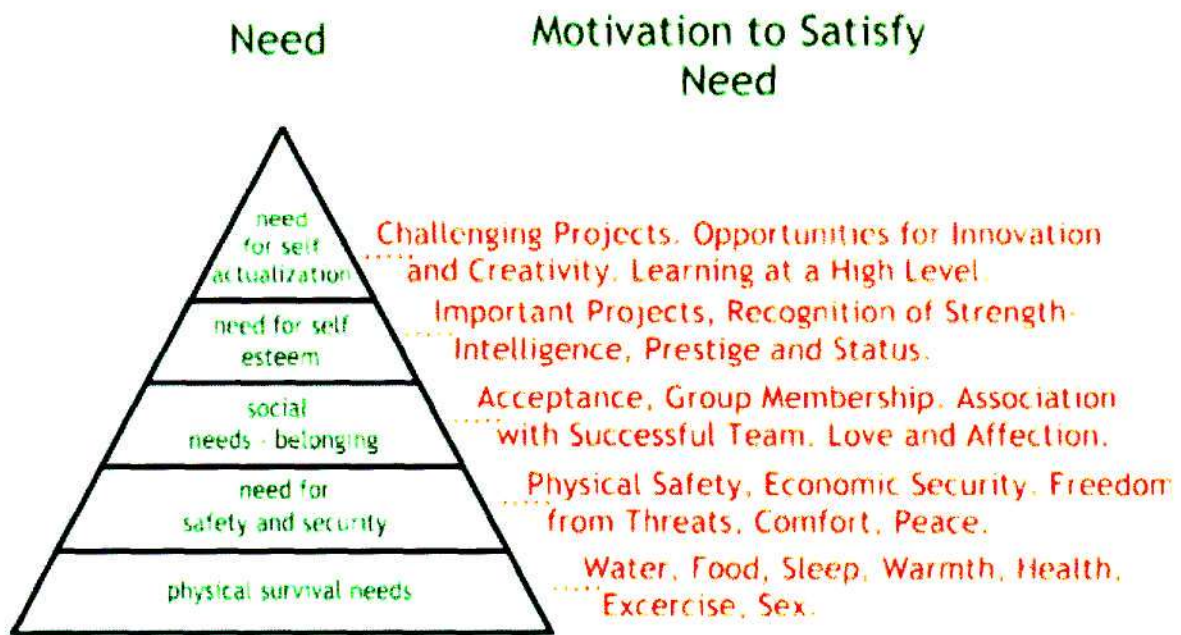 Need
Motivation to Satisfy
Need
need
for self
actualization
Challenging Projects. Opportunities for Innovation
and Creativity. Learning at a High Level.
need for self
esteem
Important Projects, Recognition of Strength-
Intelligence, Prestige and Status.
social
needs - belonging
Acceptance, Group Membership. Association
with Successful Team. Love and Affection.
need for
safety and security
Physical Safety, Economic Security. Freedom
from Threats, Comfort, Peace.
physical survival needs
Water, Food, Sleep, Warmth, Health,
Excercise, Sex.